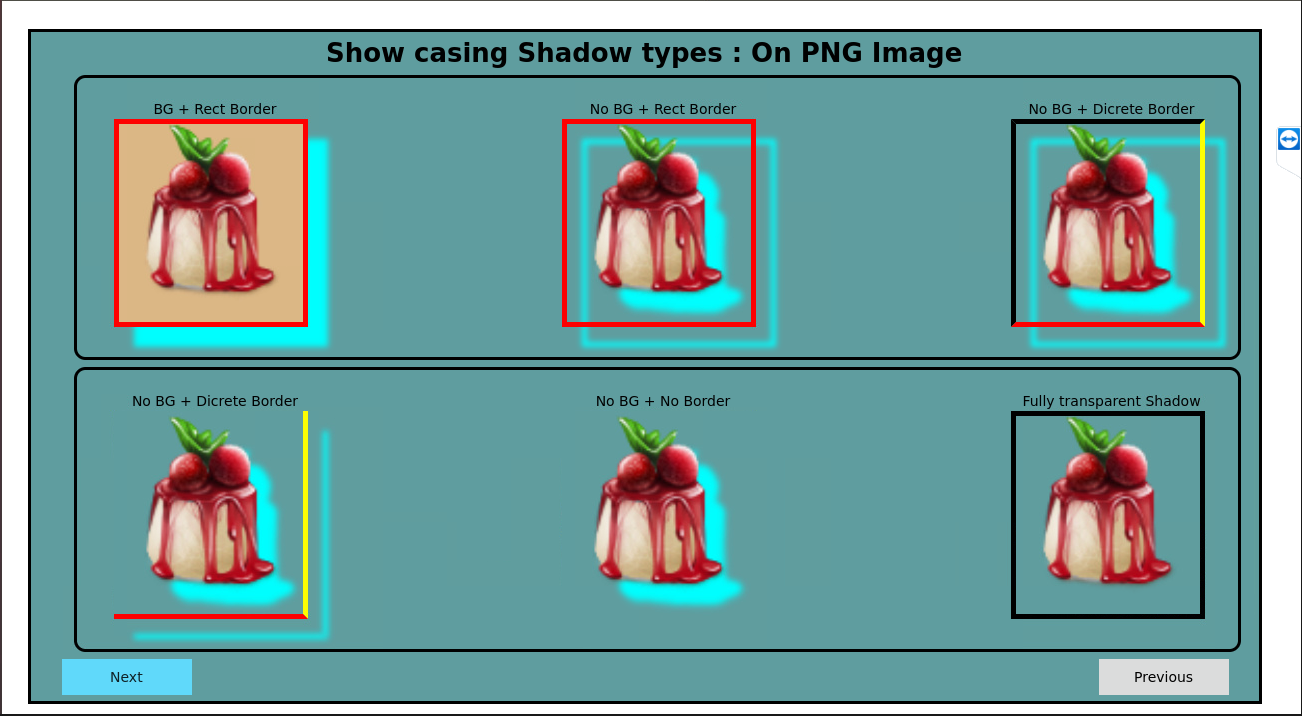 Show casing Shadow types : On PNG Image
BG + Rect Border
No BG + Rect Border
No BG + Dicrete Border
No BG + Dicrete Border
No BG + No Border
Fully transparent Shadow
Next
Previous